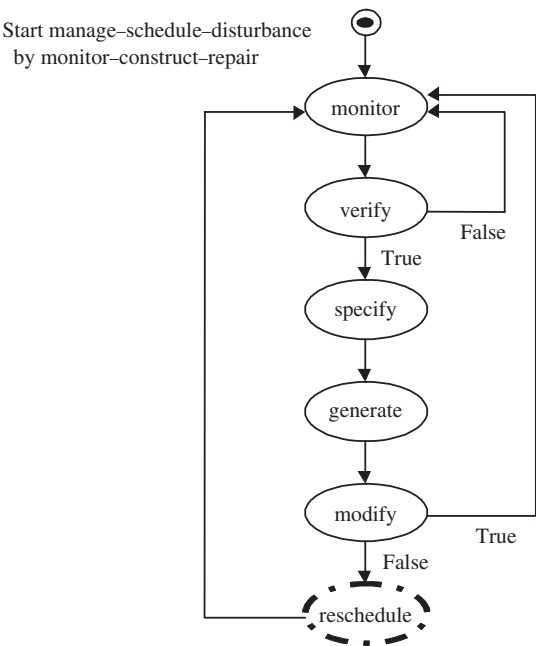 Start manage–schedule–disturbance
by monitor–construct–repair
monitor
verify
False
True
specify
generate
modify
True
False
reschedule